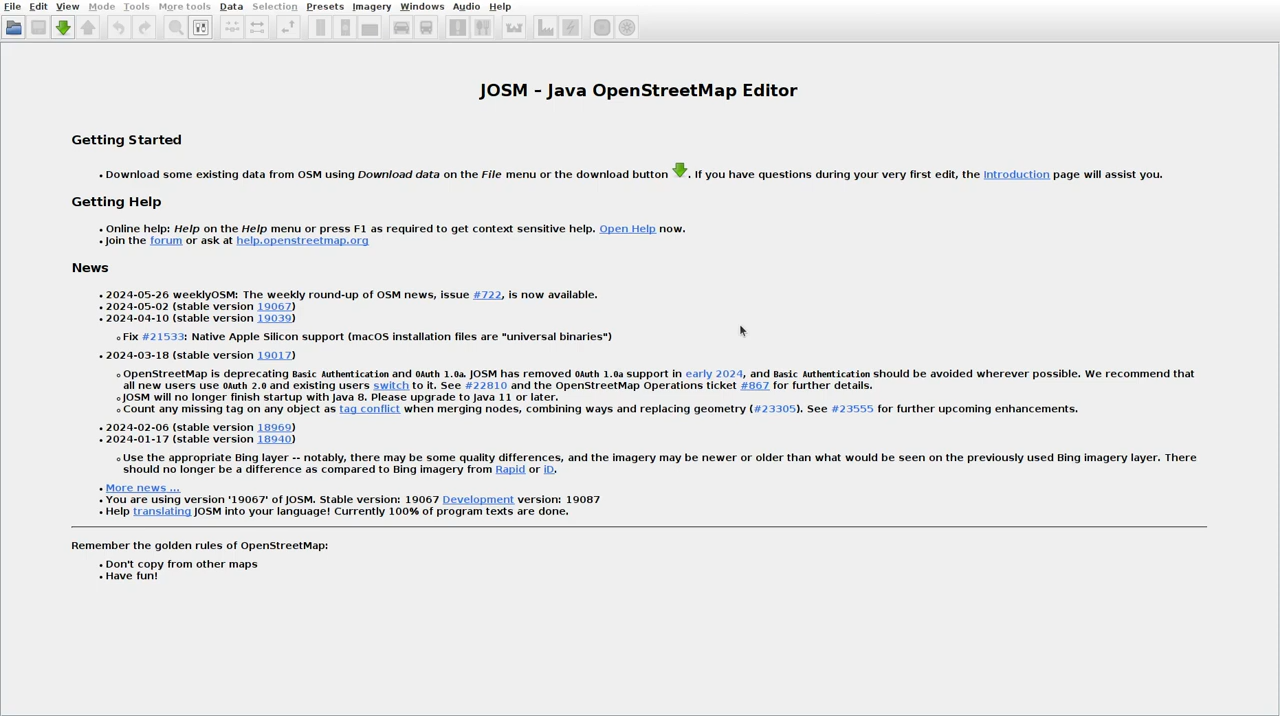 File Edit View Mode Tools More tools Data Selection Presets Imagery Windows Audio Help
JOSM – Java OpenStreetMap Editor
Getting Started
Download some existing data from OSM using Download data on the File menu or the download button . If you have questions during your very first edit, the Introduction page will assist you.
Getting Help
Online help: Help on the Help menu or press F1 as required to get context sensitive help. Open Help now.
Join the forum or ask at help.openstreetmap.org
News
2024-05-26 weeklyOSM: The weekly round-up of OSM news, issue #722, is now available.
2024-05-02 (stable version 19067)
2024-04-10 (stable version 19039)
Fix #21533: Native Apple Silicon support (macOS installation files are "universal binaries")
2024-03-18 (stable version 19017)
OpenStreetMap is deprecating Basic Authentication and OAuth 1.0a. JOSM has removed OAuth 1.0a support in early 2024, and Basic Authentication should be avoided wherever possible. We recommend that
all new users use OAuth 2.0 and existing users switch to it. See #22810 and the OpenStreetMap Operations ticket #867 for further details.
JOSM will no longer finish startup with Java 8. Please upgrade to Java 11 or later.
Count any missing tag on any object as tag conflict when merging nodes, combining ways and replacing geometry (#23305). See #23555 for further upcoming enhancements.
2024-02-06 (stable version 18969)
2024-01-17 (stable version 18940)
Use the appropriate Bing layer -- notably, there may be some quality differences, and the imagery may be newer or older than what would be seen on the previously used Bing imagery layer. There
should no longer be a difference as compared to Bing imagery from Rapid or iD.
More news ...
You are using version '19067' of JOSM. Stable version: 19067 Development version: 19087
Help translating JOSM into your language! Currently 100% of program texts are done.
Remember the golden rules of OpenStreetMap:
Don't copy from other maps
Have fun!